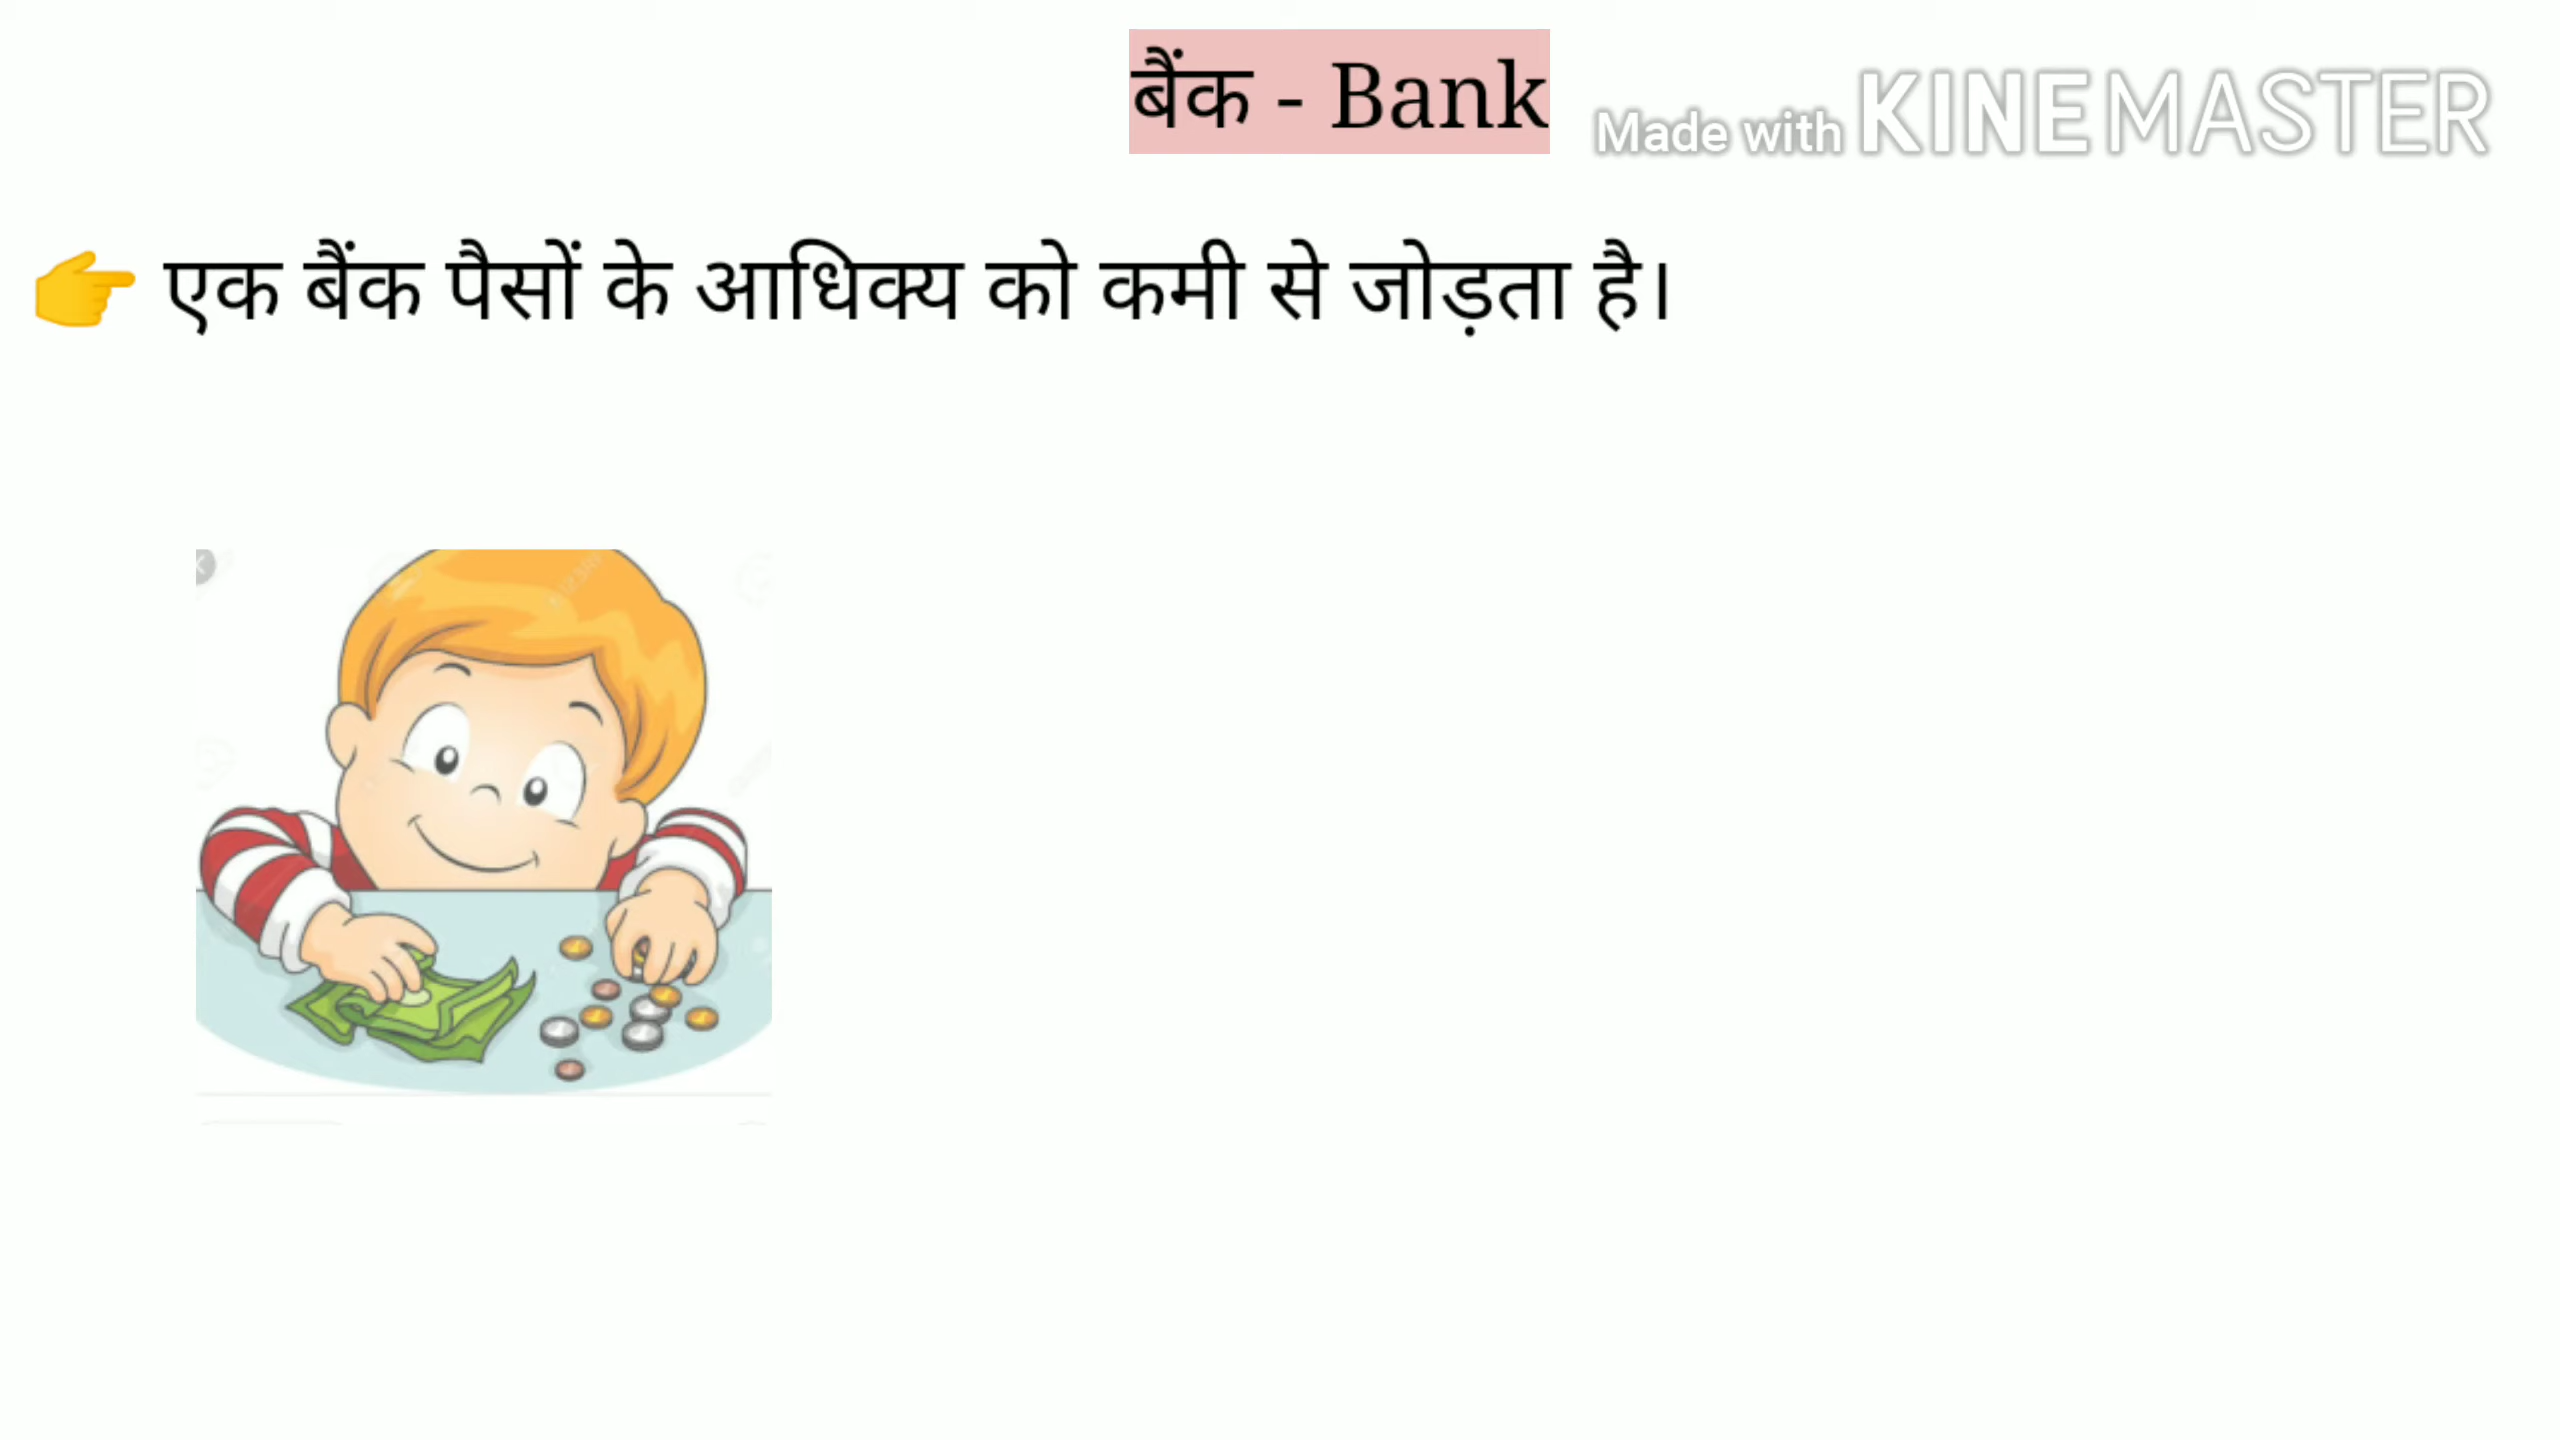 बैंक - Bank
Made with KINEMASTER
👉 एक बैंक पैसों के आधिक्य को कमी से जोड़ता है।